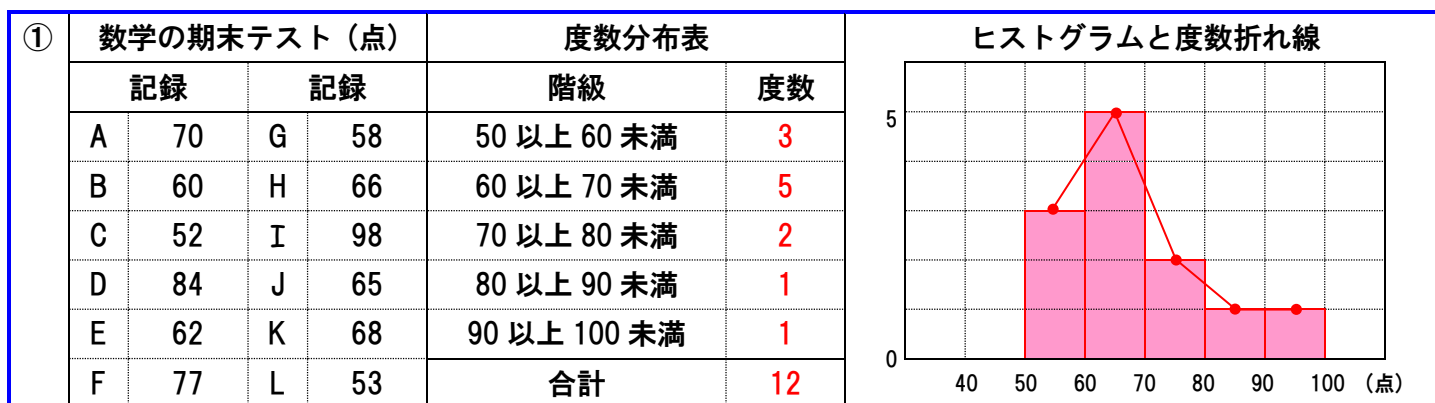 ① 数学の期末テスト（点） 度数分布表 ヒストグラムと度数折れ線
記録 記録 階級 度数
A 70 G 58 50 以上 60 未満 3
B 60 H 66 60 以上 70 未満 5
C 52 I 98 70 以上 80 未満 2
D 84 J 65 80 以上 90 未満 1
E 62 K 68 90 以上 100 未満 1
F 77 L 53 合計 12
5
0
40 50 60 70 80 90 100 （点）